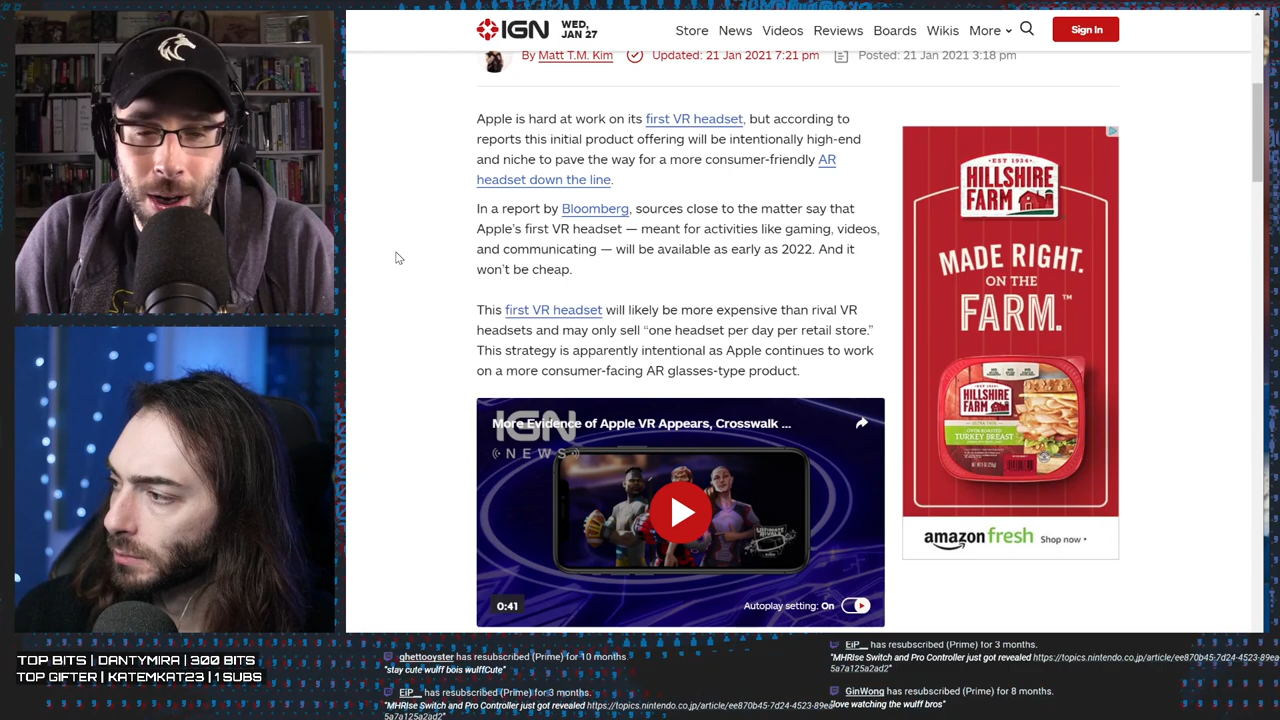 IGN
WED,
JAN 27
Store News Videos Reviews Boards Wikis More
Sign In
By Matt T.M. Kim Updated: 21 Jan 2021 7:21 pm Posted: 21 Jan 2021 3:18 pm
Apple is hard at work on its first VR headset, but according to
reports this initial product offering will be intentionally high-end
and niche to pave the way for a more consumer-friendly AR
headset down the line.
In a report by Bloomberg, sources close to the matter say that
Apple's first VR headset — meant for activities like gaming, videos,
and communicating — will be available as early as 2022. And it
won't be cheap.
This first VR headset will likely be more expensive than rival VR
headsets and may only sell “one headset per day per retail store.”
This strategy is apparently intentional as Apple continues to work
on a more consumer-facing AR glasses-type product.
IGN
NEWS
More Evidence of Apple VR Appears, Crosswalk ...
ULTIMATE
RIVALS
0:41
Autoplay setting: On
EST 1934
HILLSHIRE
FARM
MADE RIGHT.
ON THE
FARM.™
HILLSHIRE
FARM
ULTRA THIN
OVEN ROASTED
TURKEY BREAST
amazon fresh Shop now
TOP BITS | DANTYMIRA | 300 BITS
TOP GIFTER | KATEMKAT23 | 1 SUBS
ghettooyster has resubscribed (Prime) for 10 months.
"stay cute wulff bois wulffCute"
EiP__ has resubscribed (Prime) for 3 months.
"MHRIse Switch and Pro Controller just got revealed https://topics.nintendo.co.jp/article/ee870b45-7d24-4523-89ea-
5a7a125a2ad2"
EiP__ has resubscribed (Prime) for 3 months.
"MHRIse Switch and Pro Controller just got revealed https://topics.nintendo.co.jp/article/ee870b45-7d24-4523-89ea-
5a7a125a2ad2"
GinWong has resubscribed (Prime) for 8 months.
"love watching the wulff bros"